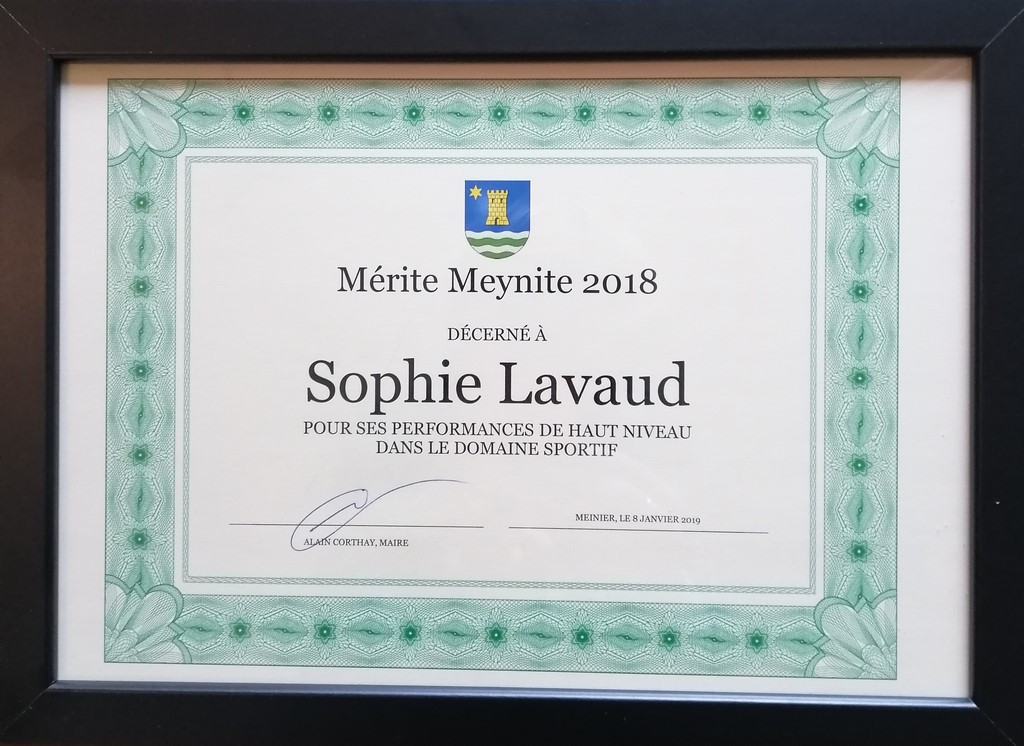 Mérite Meynite 2018
DÉCERNÉ À
Sophie Lavaud
POUR SES PERFORMANCES DE HAUT NIVEAU
DANS LE DOMAINE SPORTIF
MEINIER, LE 8 JANVIER 2019
ALAIN CORTHAY, MAIRE